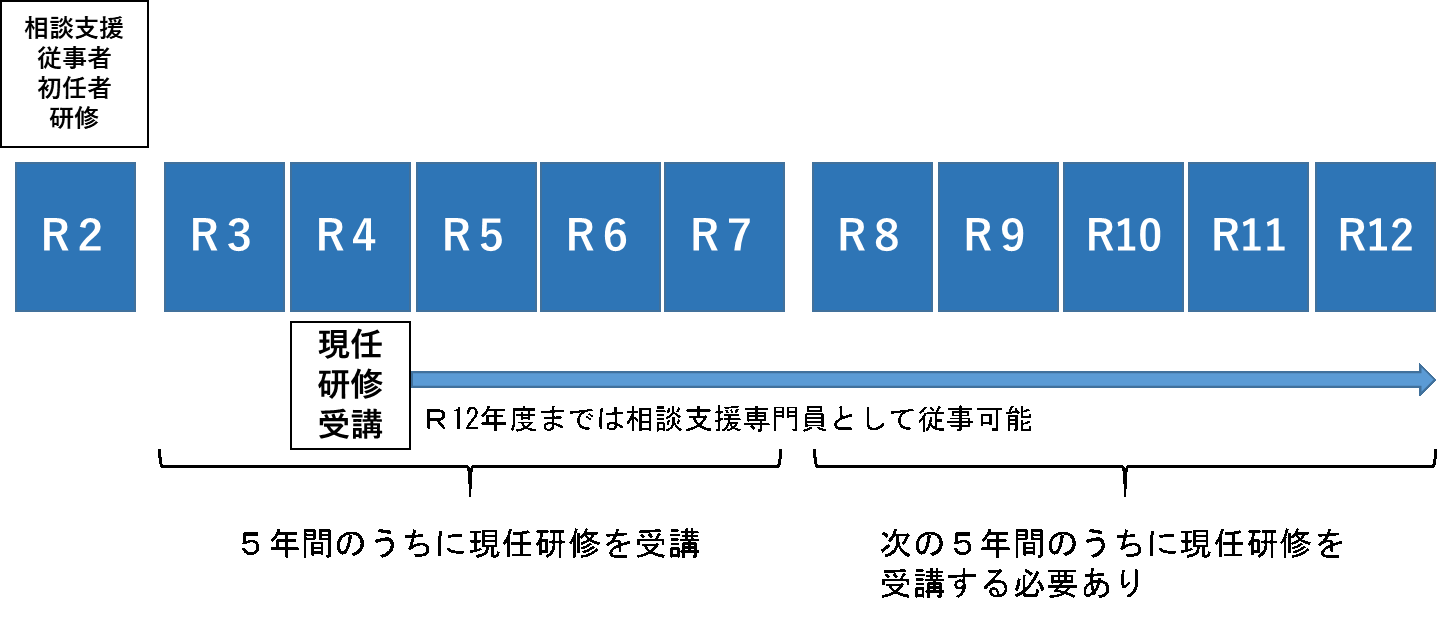 相談支援
従事者
初任者
研修
R２
R３
R４
R５
R６
R７
R８
R９
R10
R11
R12
現任
研修
受講
Ｒ12年度までは相談支援専門員として従事可能
５年間のうちに現任研修を受講
次の５年間のうちに現任研修を
受講する必要あり